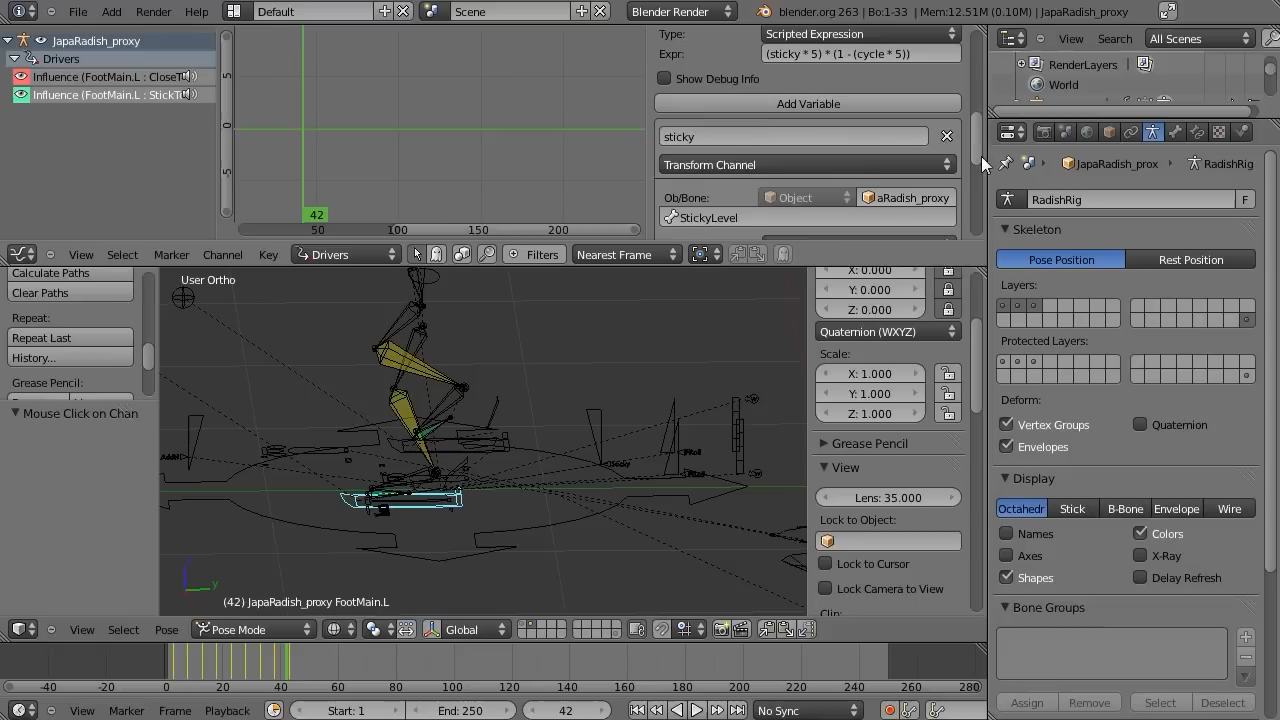 File Add Render Help Default Scene Blender Render blender.org 263 | Bo:1-33 | Mem:12.51M (0.10M) | JapaRadish_proxy
JapaRadish_proxy
Drivers
Influence (FootMain.L : CloseT
Influence (FootMain.L : StickT
5
0
-5
42
50 100 150 200
Type: Scripted Expression
Expr: (sticky * 5) * (1 - (cycle * 5))
Show Debug Info
Add Variable
sticky
Transform Channel
Ob/Bone: Object aRadish_proxy
StickyLevel
View Select Marker Channel Key Drivers Filters Nearest Frame
View Search All Scenes
RenderLayers
World
JapaRadish_prox RadishRig
RadishRig F
Skeleton
Pose Position Rest Position
Layers:
Protected Layers:
Deform:
Vertex Groups Quaternion
Envelopes
Display
Octahedr Stick B-Bone Envelope Wire
Names Colors
Axes X-Ray
Shapes Delay Refresh
Bone Groups
Assign Remove Select Deselect
Calculate Paths
Clear Paths
Repeat:
Repeat Last
History...
Grease Pencil:
Mouse Click on Chan
User Ortho
z
y
(42) JapaRadish_proxy FootMain.L
X: 0.000
Y: 0.000
Z: 0.000
Quaternion (WXYZ)
Scale:
X: 1.000
Y: 1.000
Z: 1.000
Grease Pencil
View
Lens: 35.000
Lock to Object:
Lock to Cursor
Lock Camera to View
Clip:
View Select Pose Pose Mode Global
-40 -20 0 20 40 60 80 100 120 140 160 180 200 220 240 260 280
View Marker Frame Playback Start: 1 End: 250 42 No Sync